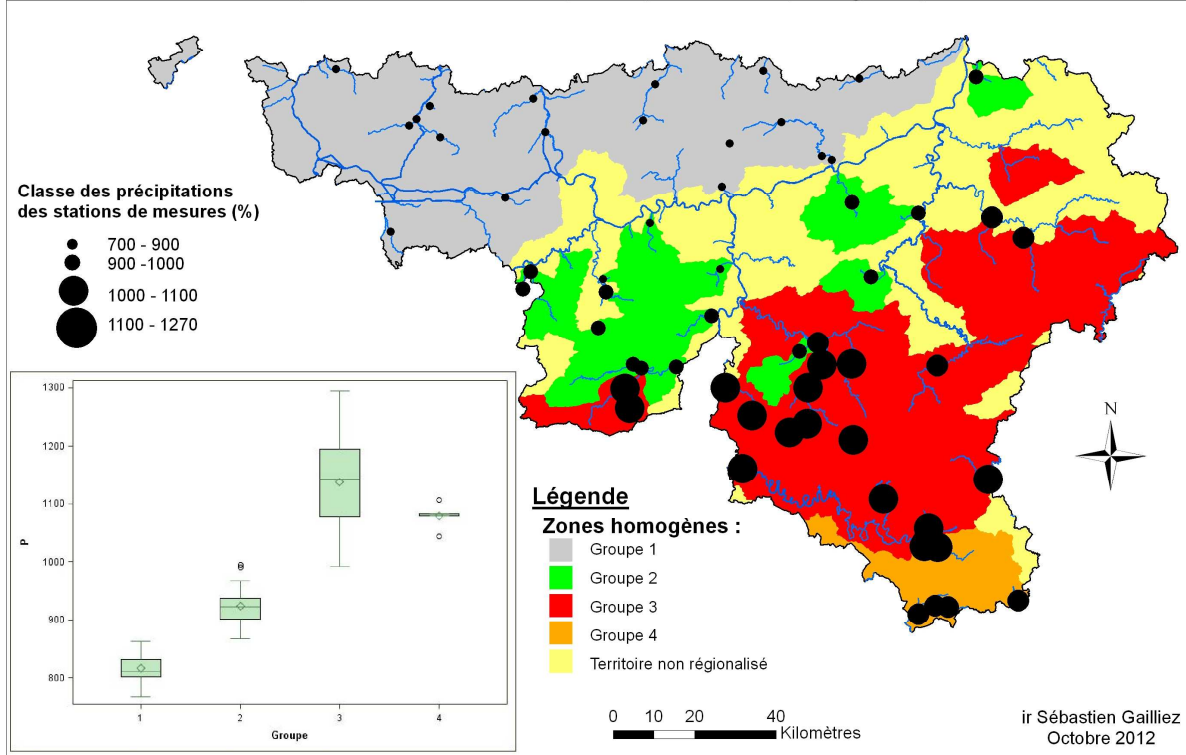 Classe des précipitations
des stations de mesures (%)
700 - 900
900 -1000
1000 - 1100
1100 - 1270
1300
1200
1100
1000
900
800
P
1
2
3
4
Groupe
Légende
Zones homogènes :
Groupe 1
Groupe 2
Groupe 3
Groupe 4
Territoire non régionalisé
N
0 10 20 40
Kilomètres
ir Sébastien Gailliez
Octobre 2012